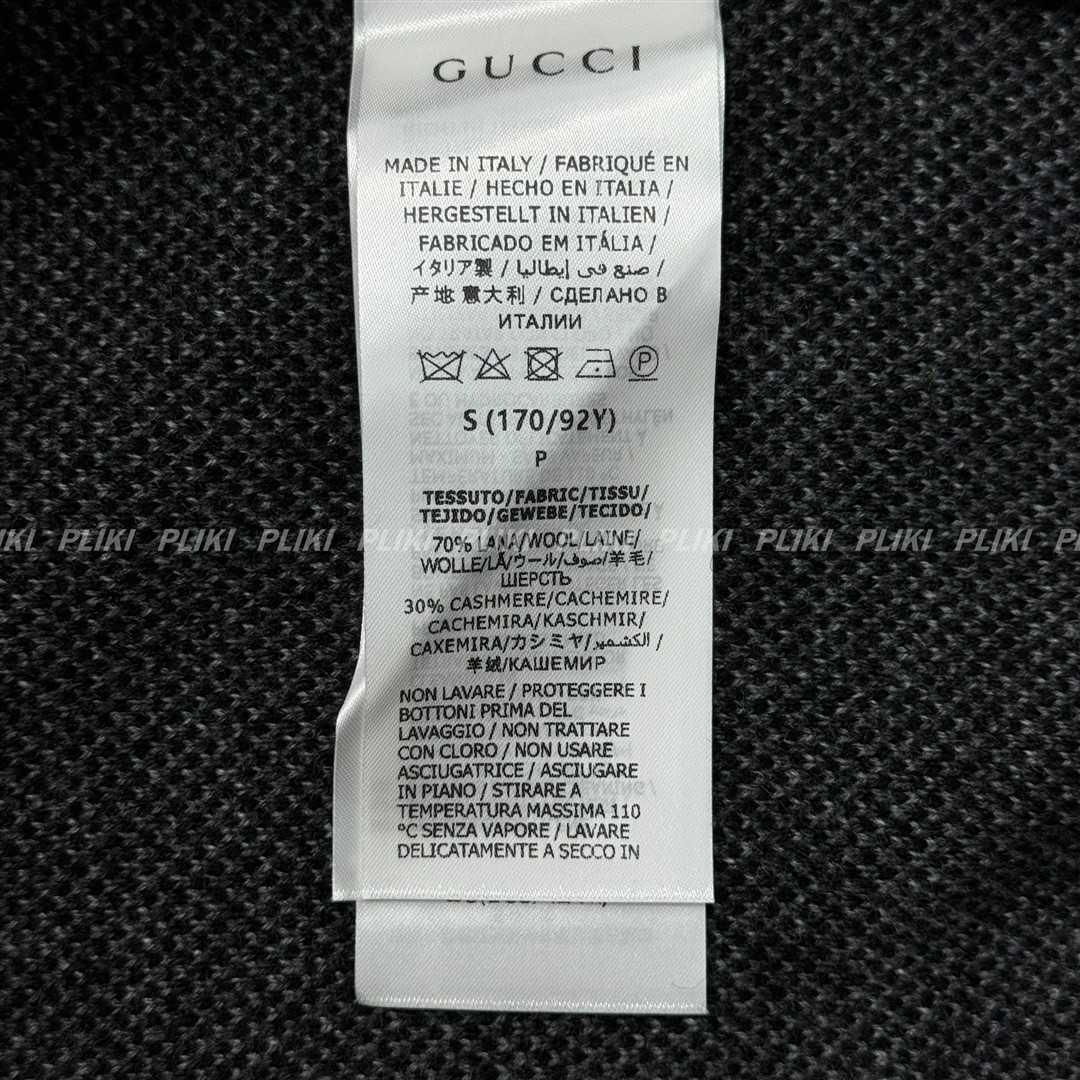 GUCCI
MADE IN ITALY / FABRIQUÉ EN
ITALIE / HECHO EN ITALIA /
HERGESTELLT IN ITALIEN /
FABRICADO EM ITÁLIA /
イタリア製 / صنع في إيطاليا /
产地 意大利 / СДЕЛАНО В
ИТАЛИИ
P
S (170/92Y)
P
TESSUTO/FABRIC/TISSU/
TEJIDO/GEWEBE/TECIDO/
PLIKI PLIKI PLIKI PLIKI PLIKI PLIKI PLIKI PLIKI PLIKI PLIKI
70% LANA/WOOL/LAINE/
WOLLE/LÃ/ウール/صوف/羊毛/
ШЕРСТЬ
30% CASHMERE/CACHEMIRE/
CACHEMIRA/KASCHMIR/
CAXEMIRA/カシミヤ/الكشمير /
羊绒/КАШЕМИР
NON LAVARE / PROTEGGERE I
BOTTONI PRIMA DEL
LAVAGGIO / NON TRATTARE
CON CLORO / NON USARE
ASCIUGATRICE / ASCIUGARE
IN PIANO / STIRARE A
TEMPERATURA MASSIMA 110
°C SENZA VAPORE / LAVARE
DELICATAMENTE A SECCO IN